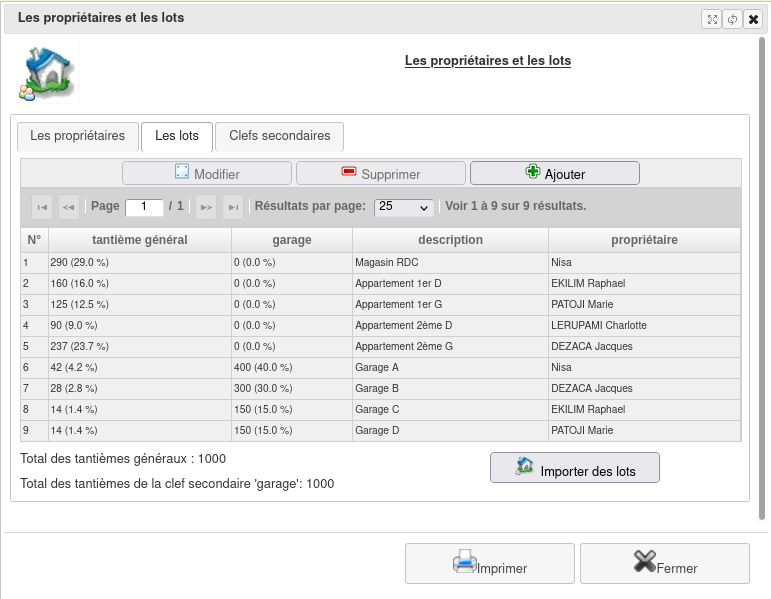 Les propriétaires et les lots
Les propriétaires et les lots
Les propriétaires Les lots Clefs secondaires
Modifier Supprimer Ajouter
Page 1 / 1 Résultats par page: 25 Voir 1 à 9 sur 9 résultats.
N° tantième général garage description propriétaire
1 290 (29.0 %) 0 (0.0 %) Magasin RDC Nisa
2 160 (16.0 %) 0 (0.0 %) Appartement 1er D EKILIM Raphael
3 125 (12.5 %) 0 (0.0 %) Appartement 1er G PATOJI Marie
4 90 (9.0 %) 0 (0.0 %) Appartement 2ème D LERUPAMI Charlotte
5 237 (23.7 %) 0 (0.0 %) Appartement 2ème G DEZACA Jacques
6 42 (4.2 %) 400 (40.0 %) Garage A Nisa
7 28 (2.8 %) 300 (30.0 %) Garage B DEZACA Jacques
8 14 (1.4 %) 150 (15.0 %) Garage C EKILIM Raphael
9 14 (1.4 %) 150 (15.0 %) Garage D PATOJI Marie
Total des tantièmes généraux : 1000
Importer des lots
Total des tantièmes de la clef secondaire 'garage': 1000
Imprimer Fermer